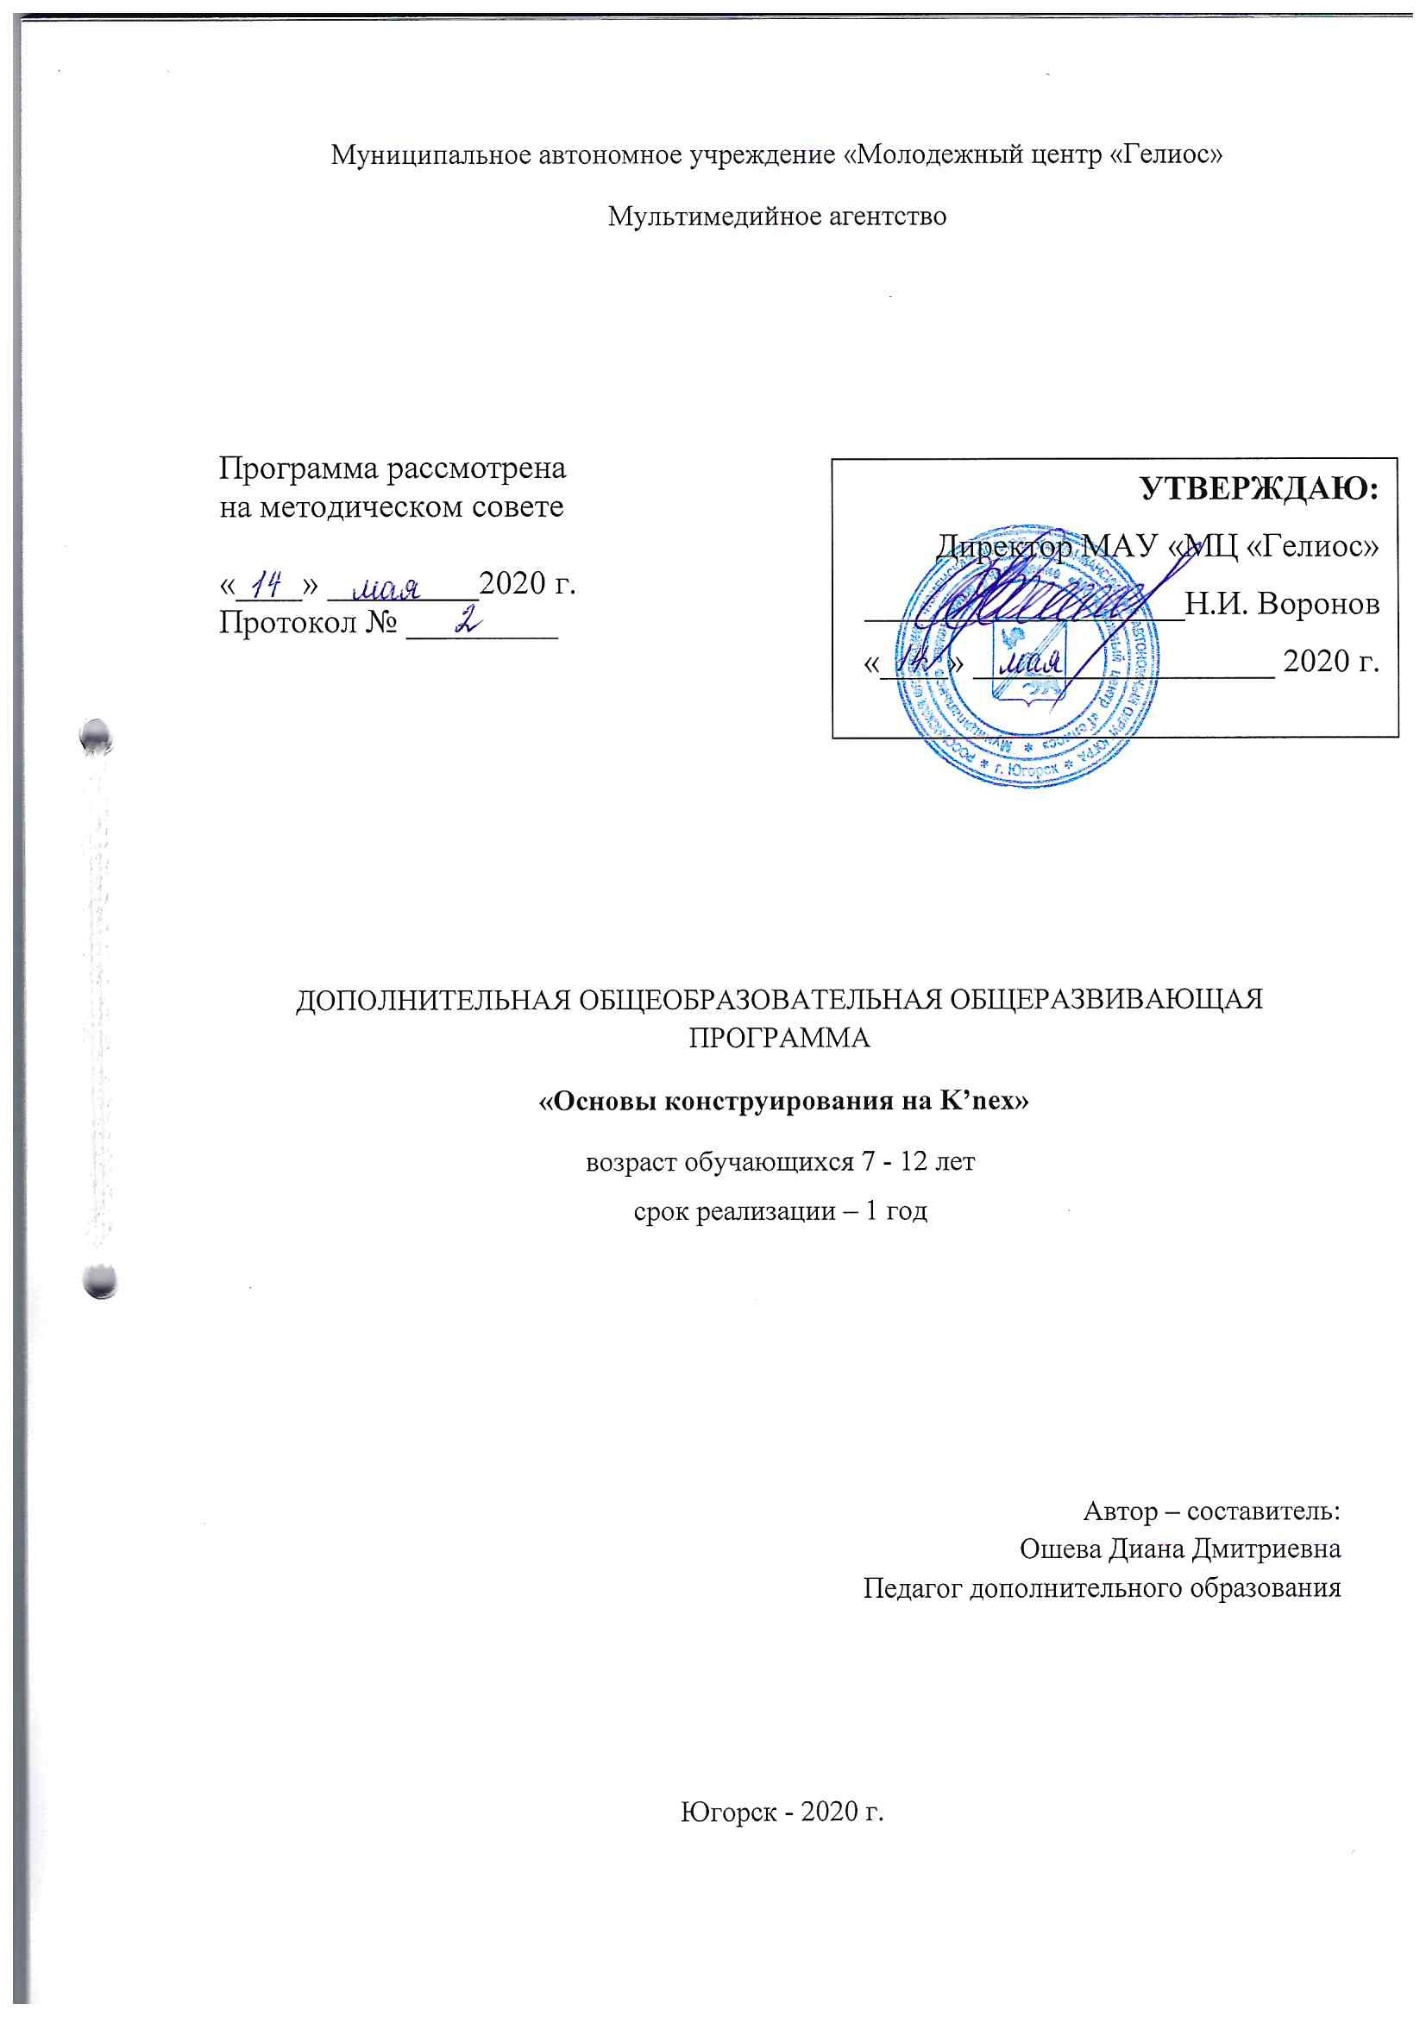 Муниципальное автономное учреждение «Молодежный центр «Гелиос»
Мультимедийное агентство
Программа рассмотрена
на методическом совете
«14» мая 2020 г.
Протокол № 2
УТВЕРЖДАЮ:
Директор МАУ «МЦ «Гелиос»
Н.И. Воронов
«14» мая 2020 г.
г. Югорск
ДОПОЛНИТЕЛЬНАЯ ОБЩЕОБРАЗОВАТЕЛЬНАЯ ОБЩЕРАЗВИВАЮЩАЯ
ПРОГРАММА
«Основы конструирования на K’nex»
возраст обучающихся 7 - 12 лет
срок реализации – 1 год
Автор – составитель:
Ошева Диана Дмитриевна
Педагог дополнительного образования
Югорск - 2020 г.